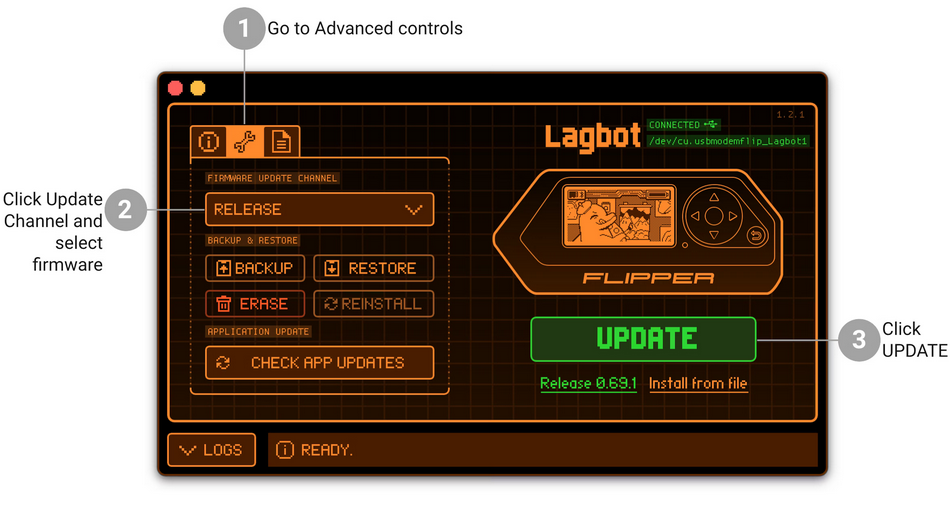 1 Go to Advanced controls
1.2.1
Lagbot
CONNECTED
/dev/cu.usbmodemflip_Lagbot1
FIRMWARE UPDATE CHANNEL
2
Click Update
Channel and
select
firmware
RELEASE
BACKUP & RESTORE
BACKUP RESTORE
ERASE REINSTALL
APPLICATION UPDATE
CHECK APP UPDATES
FLIPPER
UPDATE
3
Click
UPDATE
Release 0.69.1 Install from file
LOGS READY.